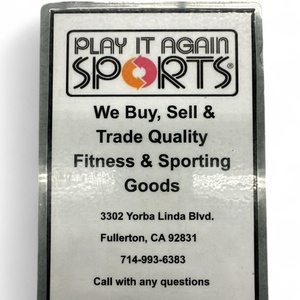 PLAY IT AGAIN
SPORTS®
We Buy, Sell &
Trade Quality
Fitness & Sporting
Goods
3302 Yorba Linda Blvd.
Fullerton, CA 92831
714-993-6383
Call with any questions